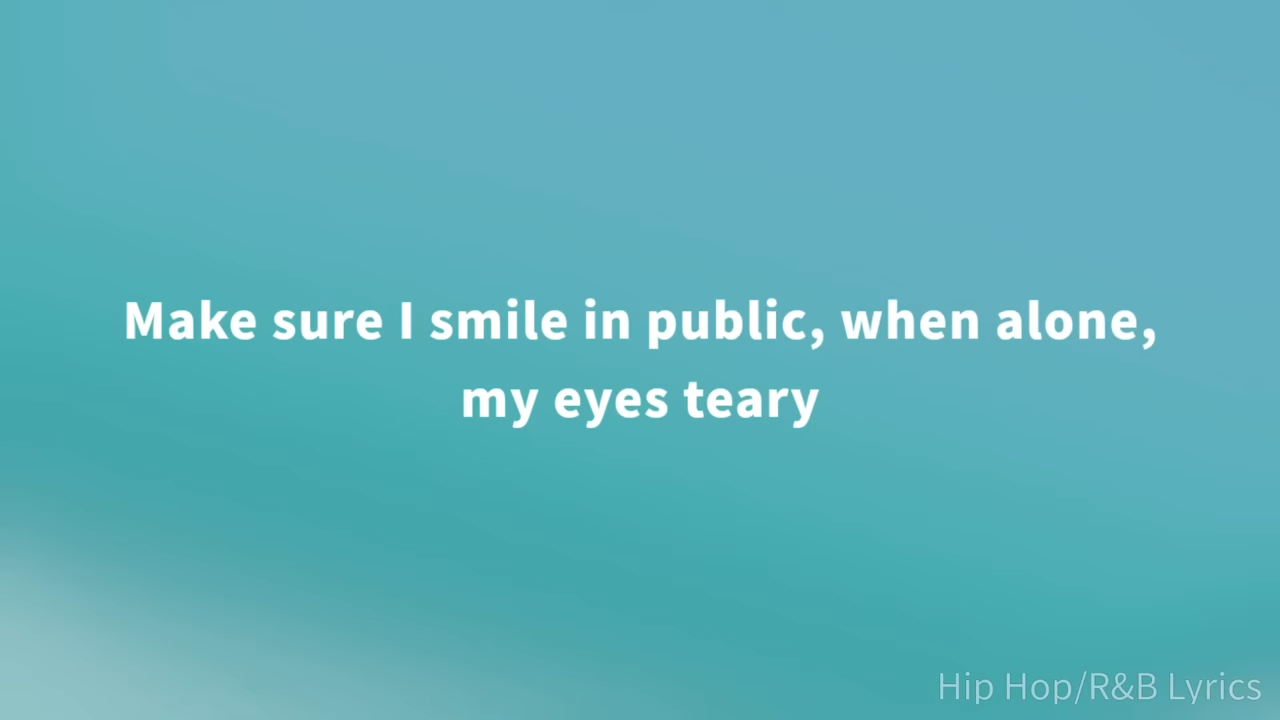 Make sure I smile in public, when alone,
my eyes teary
Hip Hop/R&B Lyrics